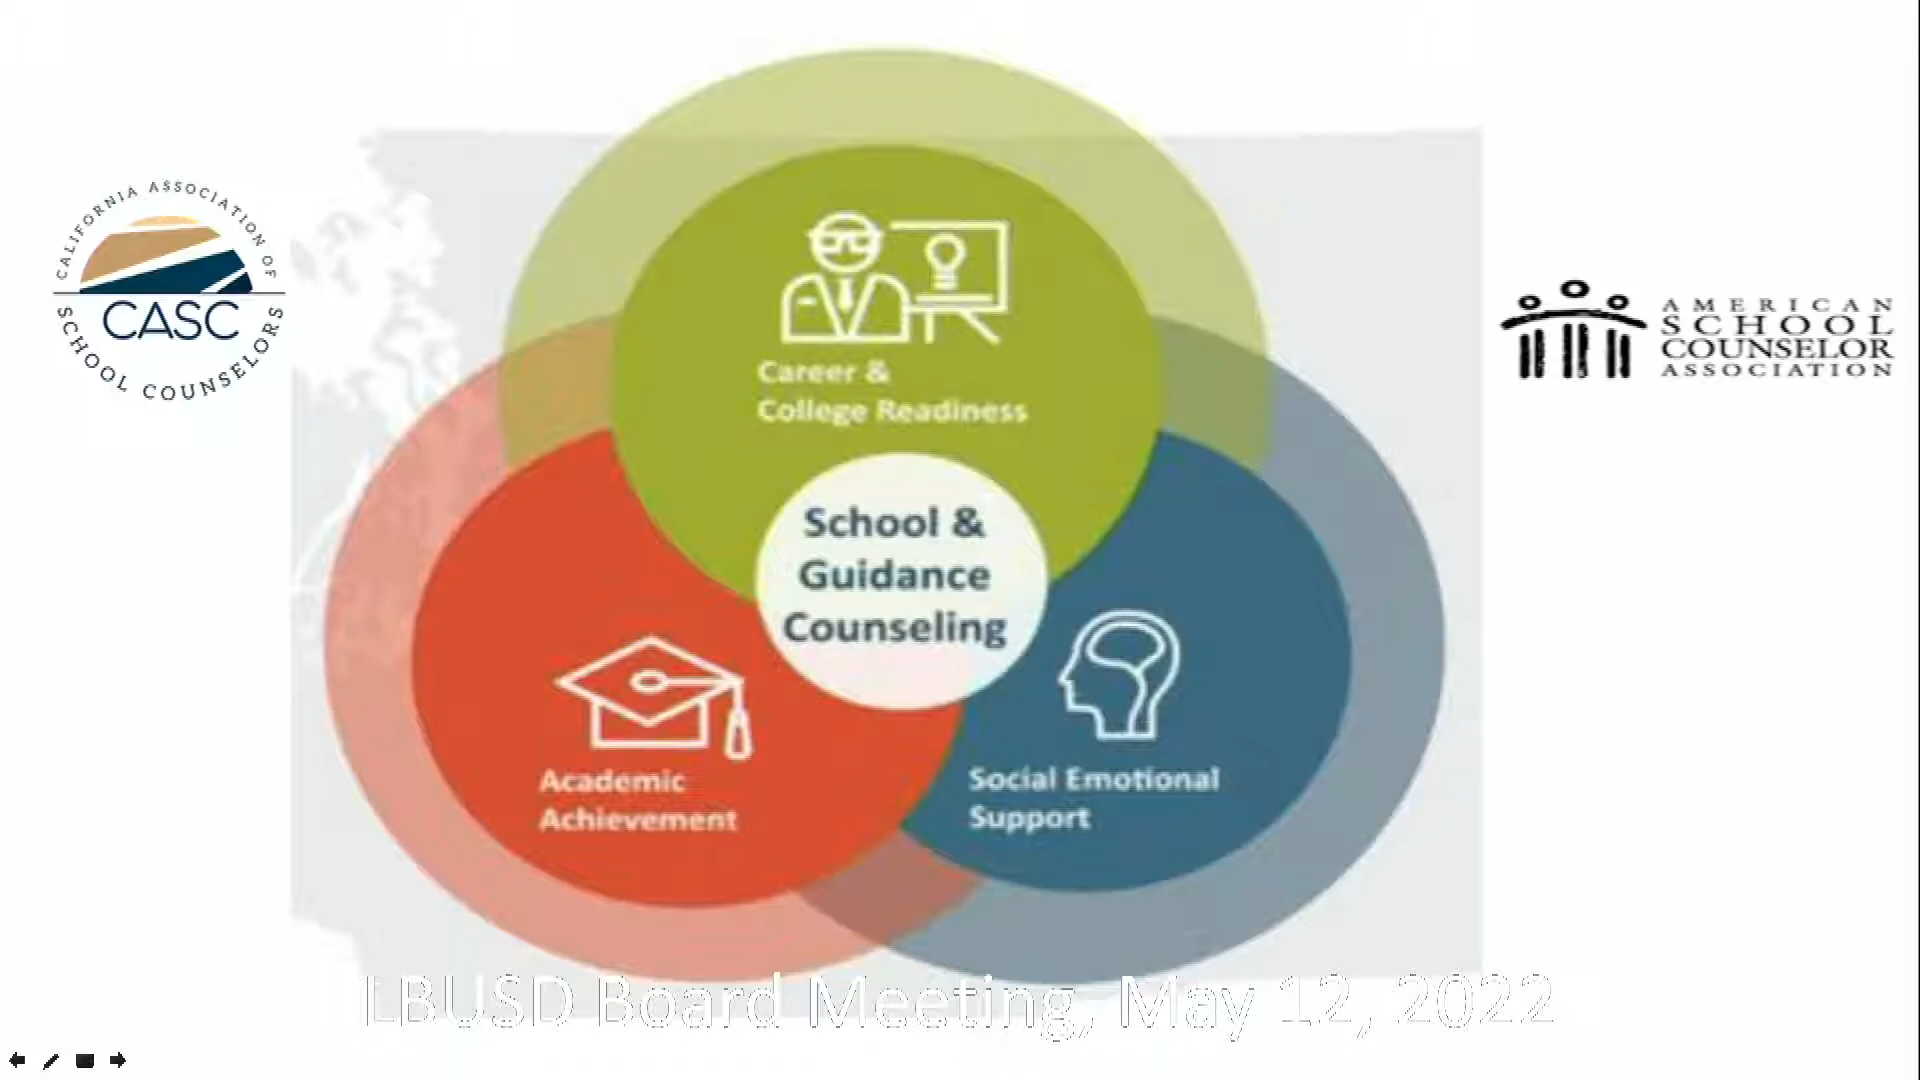 CALIFORNIA ASSOCIATION OF
CASC
SCHOOL COUNSELORS
Career &
College Readiness
School &
Guidance
Counseling
Academic
Achievement
Social Emotional
Support
AMERICAN
SCHOOL
COUNSELOR
ASSOCIATION
LBUSD Board Meeting, May 12, 2022